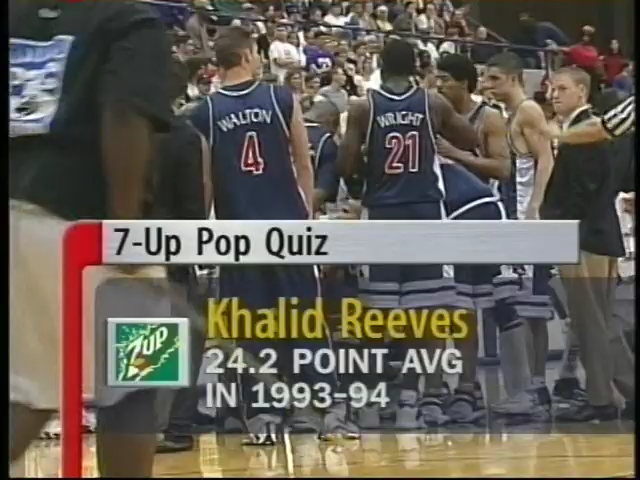 WALTON
4
WRIGHT
21
7-Up Pop Quiz
Khalid Reeves
7UP
24.2 POINT AVG
IN 1993-94